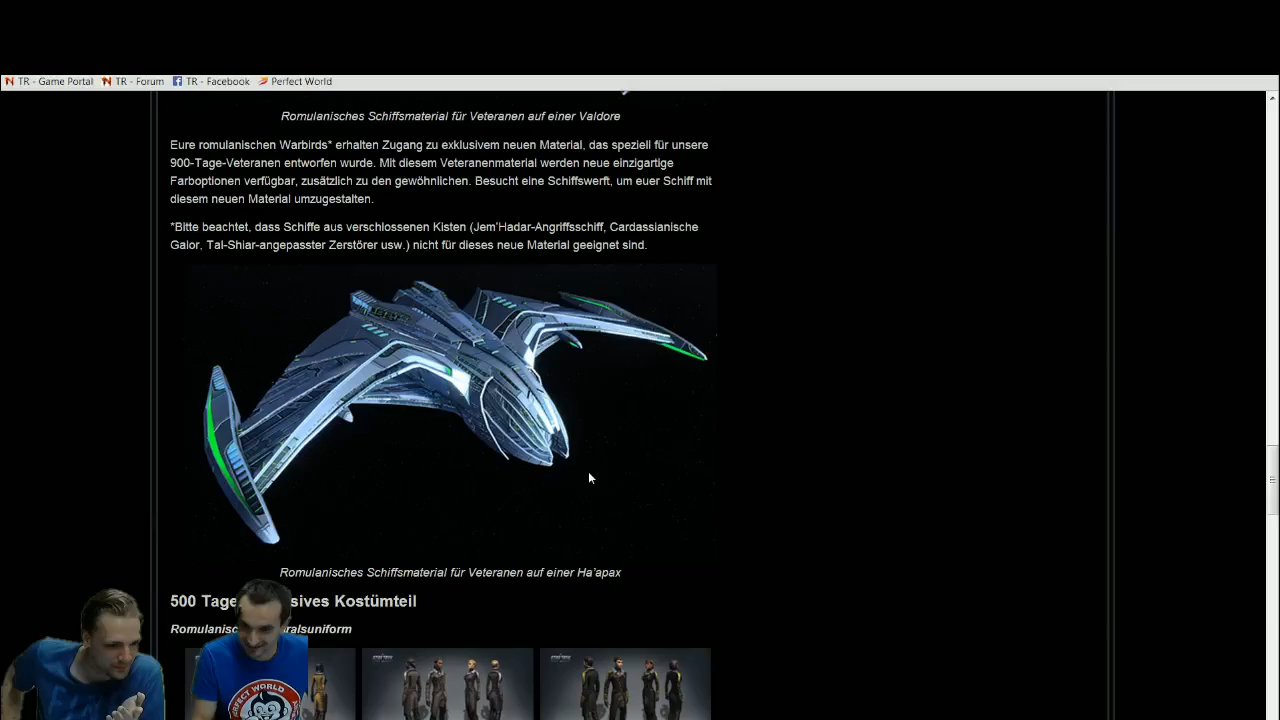 TR - Game Portal TR - Forum TR - Facebook Perfect World
Romulanisches Schiffsmaterial für Veteranen auf einer Valdore
Eure romulanischen Warbirds* erhalten Zugang zu exklusivem neuen Material, das speziell für unsere
900-Tage-Veteranen entworfen wurde. Mit diesem Veteranenmaterial werden neue einzigartige
Farboptionen verfügbar, zusätzlich zu den gewöhnlichen. Besucht eine Schiffswerft, um euer Schiff mit
diesem neuen Material umzugestalten.
*Bitte beachtet, dass Schiffe aus verschlossenen Kisten (Jem'Hadar-Angriffsschiff, Cardassianische
Galor, Tal-Shiar-angepasster Zerstörer usw.) nicht für dieses neue Material geeignet sind.
Romulanisches Schiffsmaterial für Veteranen auf einer Ha'apax
500 Tage sives Kostümteil
Romulanisc ralsuniform